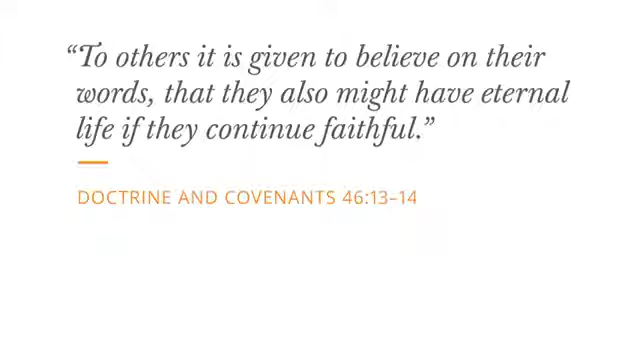 “To others it is given to believe on their
words, that they also might have eternal
life if they continue faithful.”
DOCTRINE AND COVENANTS 46:13–14